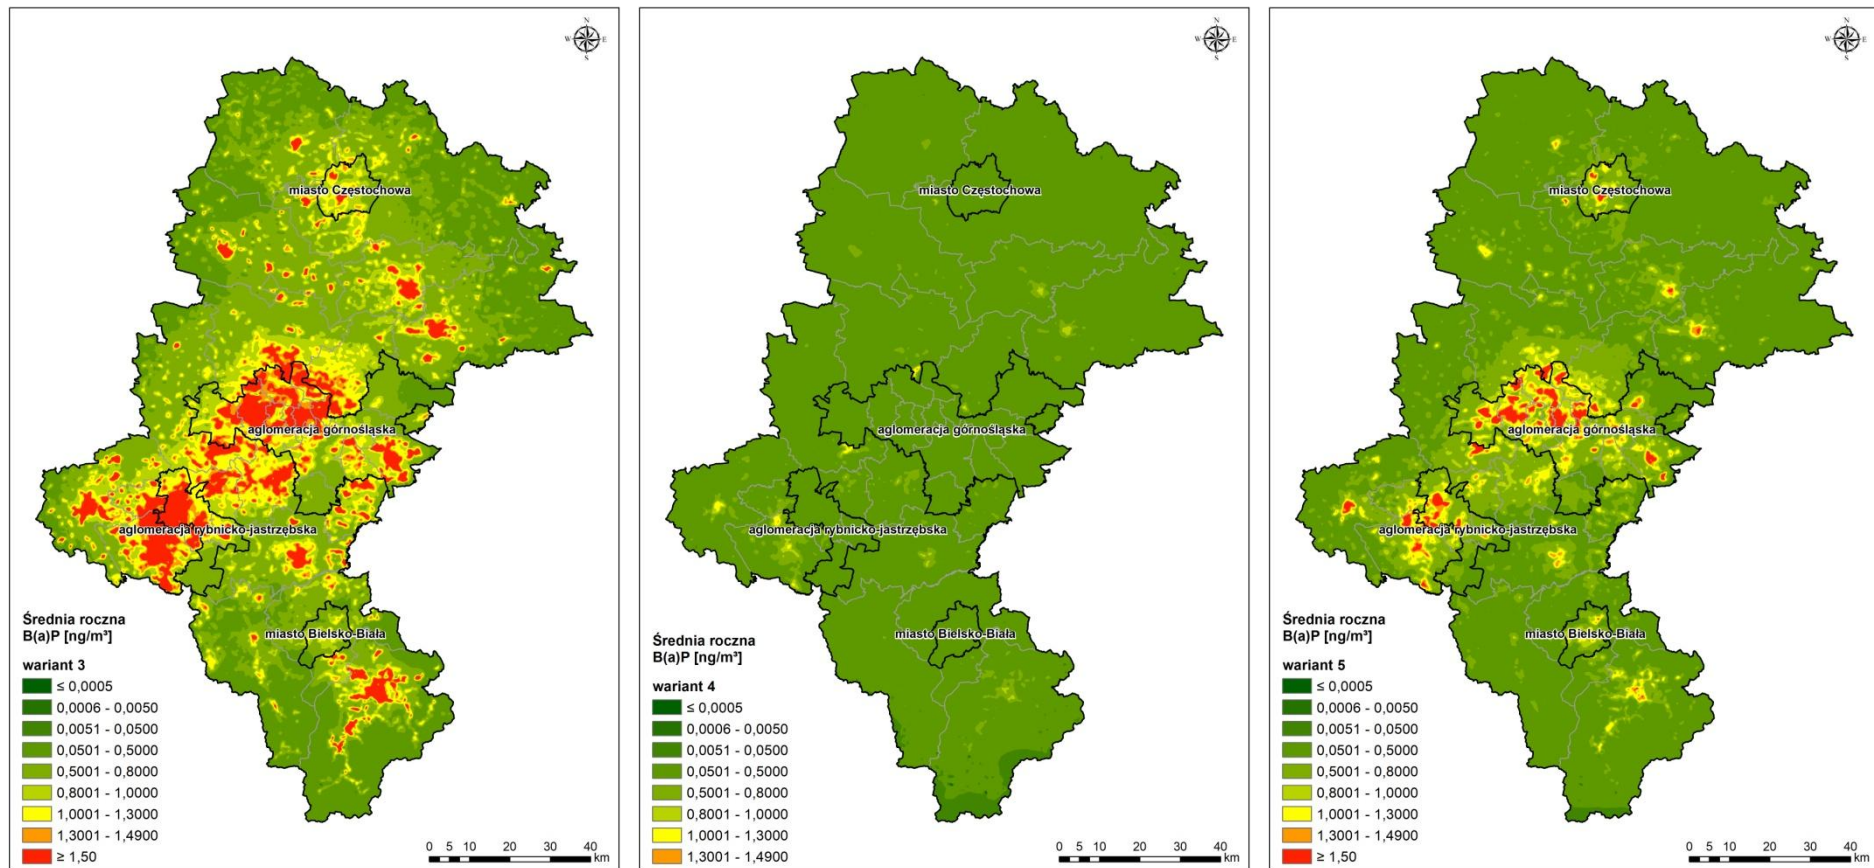 N
W E
S
miasto Częstochowa
aglomeracja górnośląska
aglomeracja rybnicko-jastrzębska
miasto Bielsko-Biała
Średnia roczna
B(a)P [ng/m³]
wariant 3
≤ 0,0005
0,0006 - 0,0050
0,0051 - 0,0500
0,0501 - 0,5000
0,5001 - 0,8000
0,8001 - 1,0000
1,0001 - 1,3000
1,3001 - 1,4900
≥ 1,50
0 5 10 20 30 40
km
N
W E
S
miasto Częstochowa
aglomeracja górnośląska
aglomeracja rybnicko-jastrzębska
miasto Bielsko-Biała
Średnia roczna
B(a)P [ng/m³]
wariant 4
≤ 0,0005
0,0006 - 0,0050
0,0051 - 0,0500
0,0501 - 0,5000
0,5001 - 0,8000
0,8001 - 1,0000
1,0001 - 1,3000
1,3001 - 1,4900
0 5 10 20 30 40
km
N
W E
S
miasto Częstochowa
aglomeracja górnośląska
aglomeracja rybnicko-jastrzębska
miasto Bielsko-Biała
Średnia roczna
B(a)P [ng/m³]
wariant 5
≤ 0,0005
0,0006 - 0,0050
0,0051 - 0,0500
0,0501 - 0,5000
0,5001 - 0,8000
0,8001 - 1,0000
1,0001 - 1,3000
1,3001 - 1,4900
≥ 1,50
0 5 10 20 30 40
km